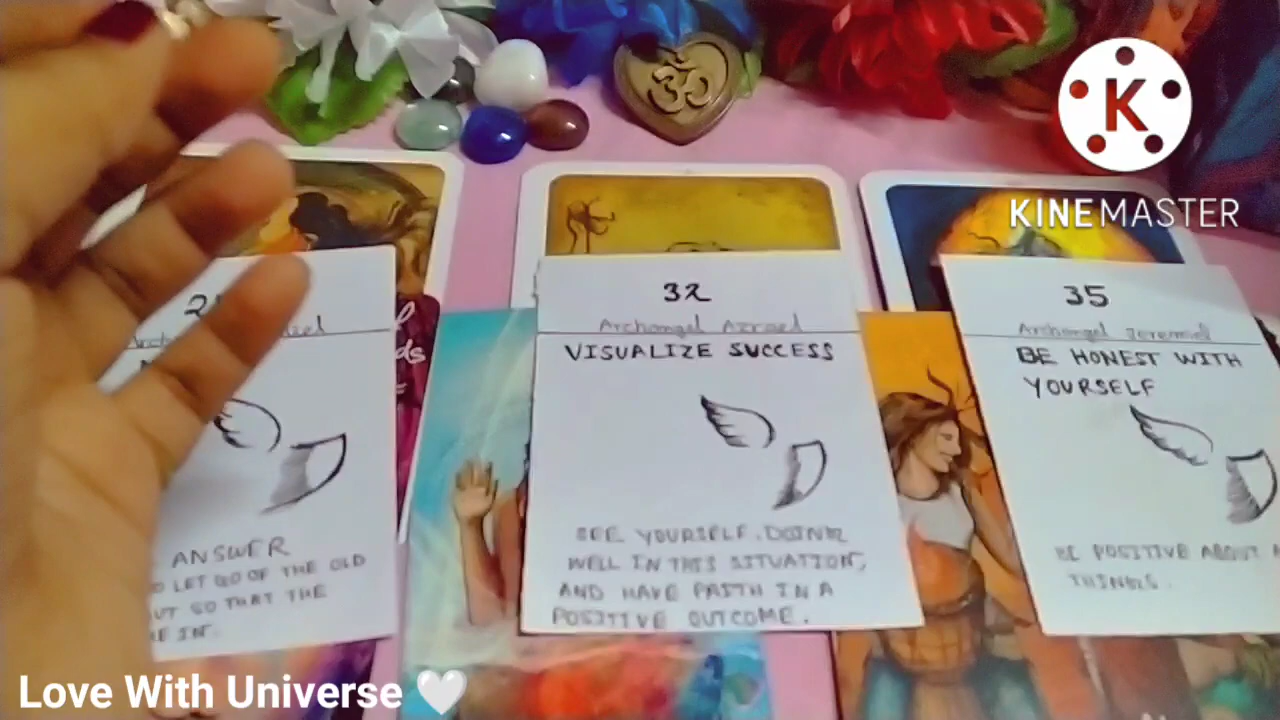 K
KINEMASTER
32
Archangel Azrael
VISUALIZE SUCCESS
SEE YOURSELF DOING
WELL IN THIS SITUATION,
AND HAVE FAITH IN A
POSITIVE OUTCOME.
35
Archangel Jeremiel
BE HONEST WITH
YOURSELF
BE POSITIVE ABOUT
THINGS.
ANSWER
LET GO OF THE OLD
SO THAT THE
IN.
Love With Universe 🤍